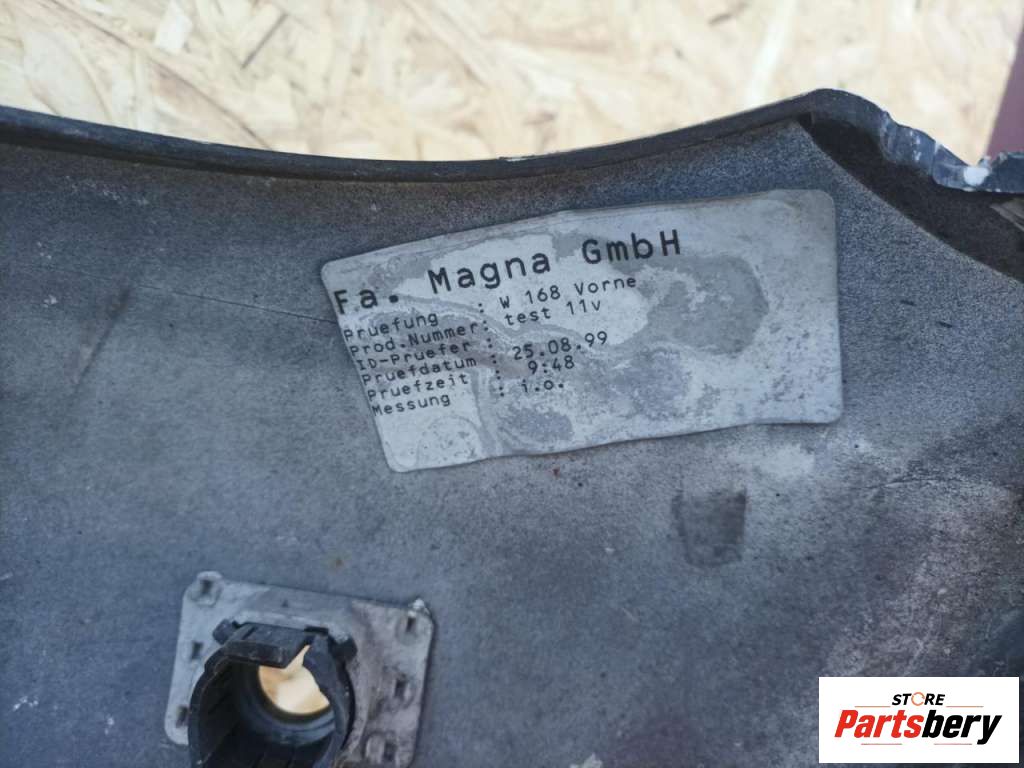 Fa. Magna GmbH
Pruefung : W 168 Vorne
Prod.Nummer: test 11v
ID-Pruefer :
Pruefdatum : 25.08.99
Pruefzeit : 9:48
Messung : i.o.
STORE
Partsbery